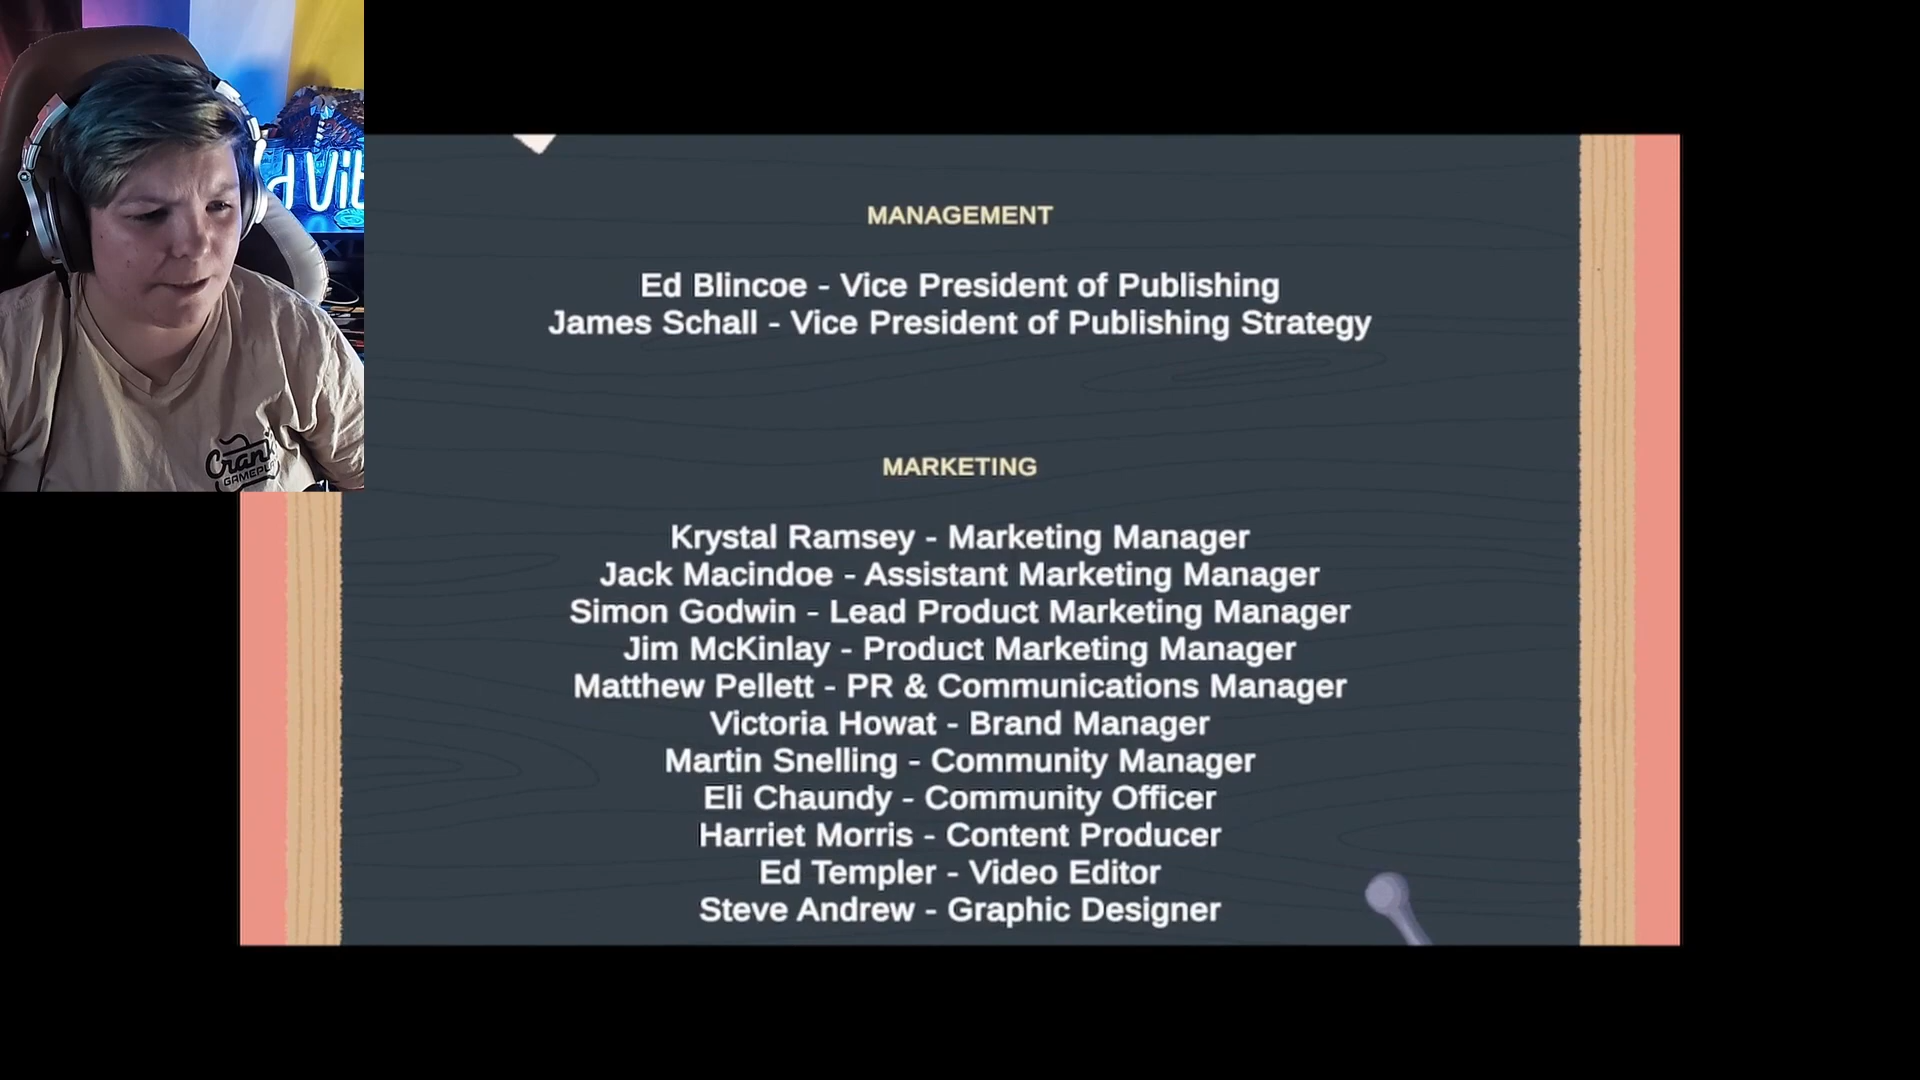 d Vib
MANAGEMENT
Ed Blincoe - Vice President of Publishing
James Schall - Vice President of Publishing Strategy
MARKETING
Krystal Ramsey - Marketing Manager
Jack Macindoe - Assistant Marketing Manager
Simon Godwin - Lead Product Marketing Manager
Jim McKinlay - Product Marketing Manager
Matthew Pellett - PR & Communications Manager
Victoria Howat - Brand Manager
Martin Snelling - Community Manager
Eli Chaundy - Community Officer
Harriet Morris - Content Producer
Ed Templer - Video Editor
Steve Andrew - Graphic Designer
Crank